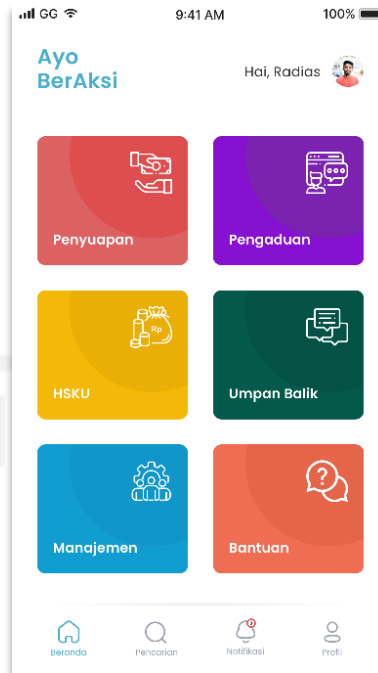 GG 9:41 AM 100%
Ayo
BerAksi
Hai, Radias
Penyuapan Pengaduan
Rp
HSKU Umpan Balik
Manajemen Bantuan
Beranda Pencarian Notifikasi Profil